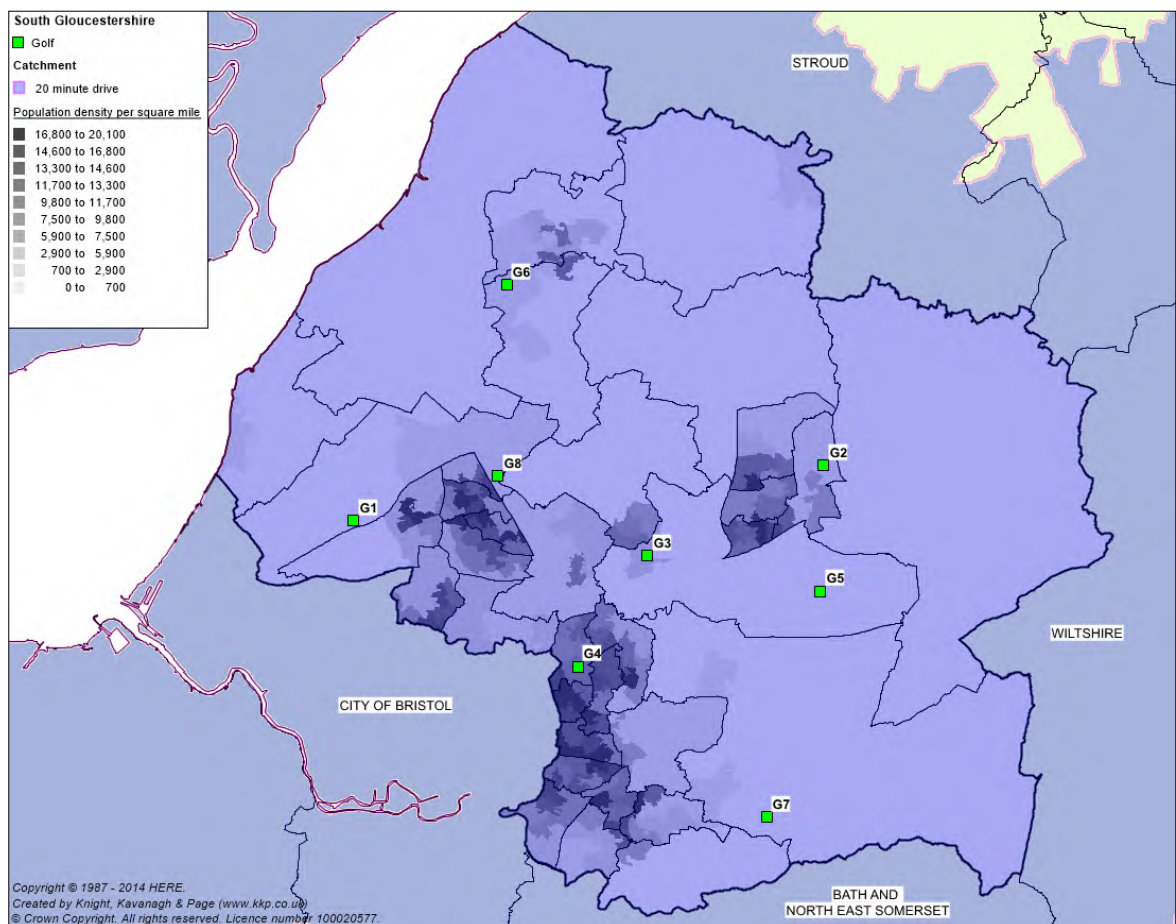 South Gloucestershire
Golf
Catchment
20 minute drive
Population density per square mile
16,800 to 20,100
14,600 to 16,800
13,300 to 14,600
11,700 to 13,300
9,800 to 11,700
7,500 to 9,800
5,900 to 7,500
2,900 to 5,900
700 to 2,900
0 to 700
STROUD
G6
G2
G8
G1
G3
G5
WILTSHIRE
G4
CITY OF BRISTOL
G7
BATH AND
NORTH EAST SOMERSET
Copyright © 1987 - 2014 HERE,
Created by Knight, Kavanagh & Page (www.kkp.co.uk)
© Crown Copyright. All rights reserved. Licence number 100020577.